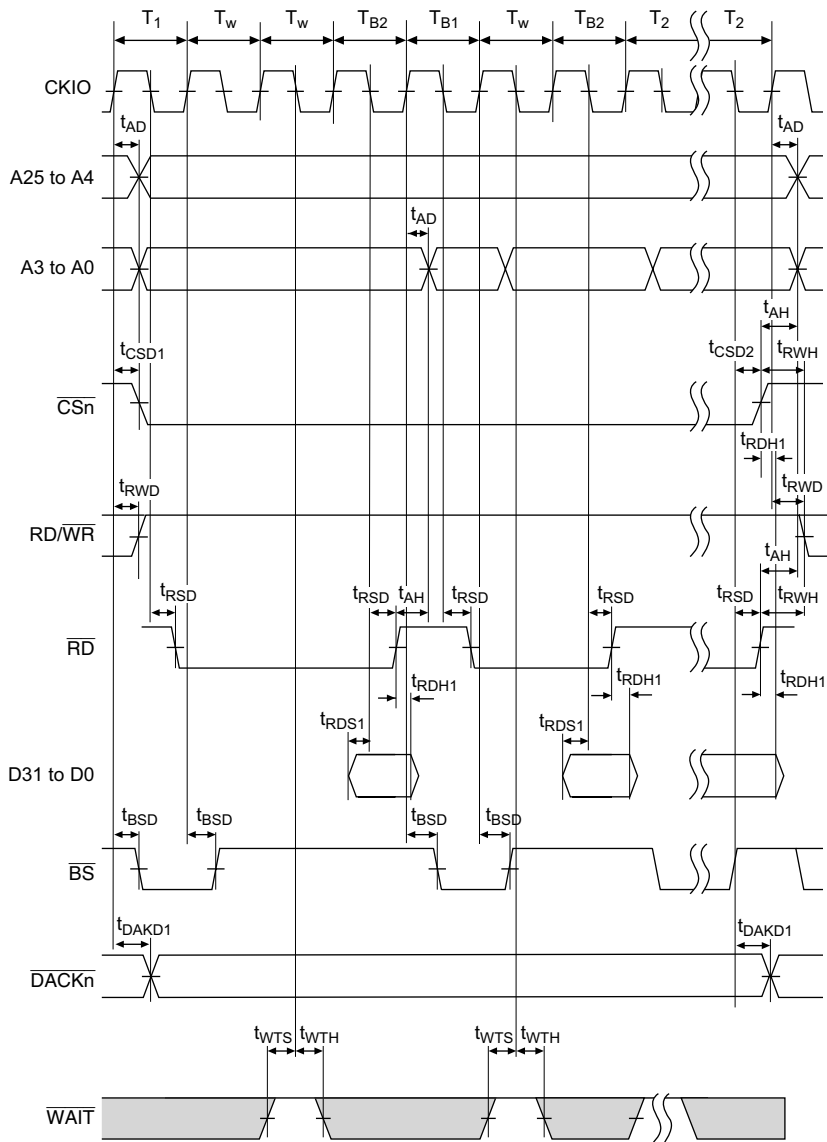 T1 Tw Tw TB2 TB1 Tw TB2 T2 T2
CKIO
tAD tAD
A25 to A4
tAD
A3 to A0
tAH
tCSD1 tCSD2 tRWH
CSn
tRDH1
tRWD tRWD
RD/WR
tAH
tRSD tRSD tAH tRSD tRSD tRSD tRWH
RD
tRDH1 tRDH1 tRDH1
tRDS1 tRDS1
D31 to D0
tBSD tBSD tBSD tBSD
BS
tDAKD1 tDAKD1
DACKn
tWTS tWTH tWTS tWTH
WAIT